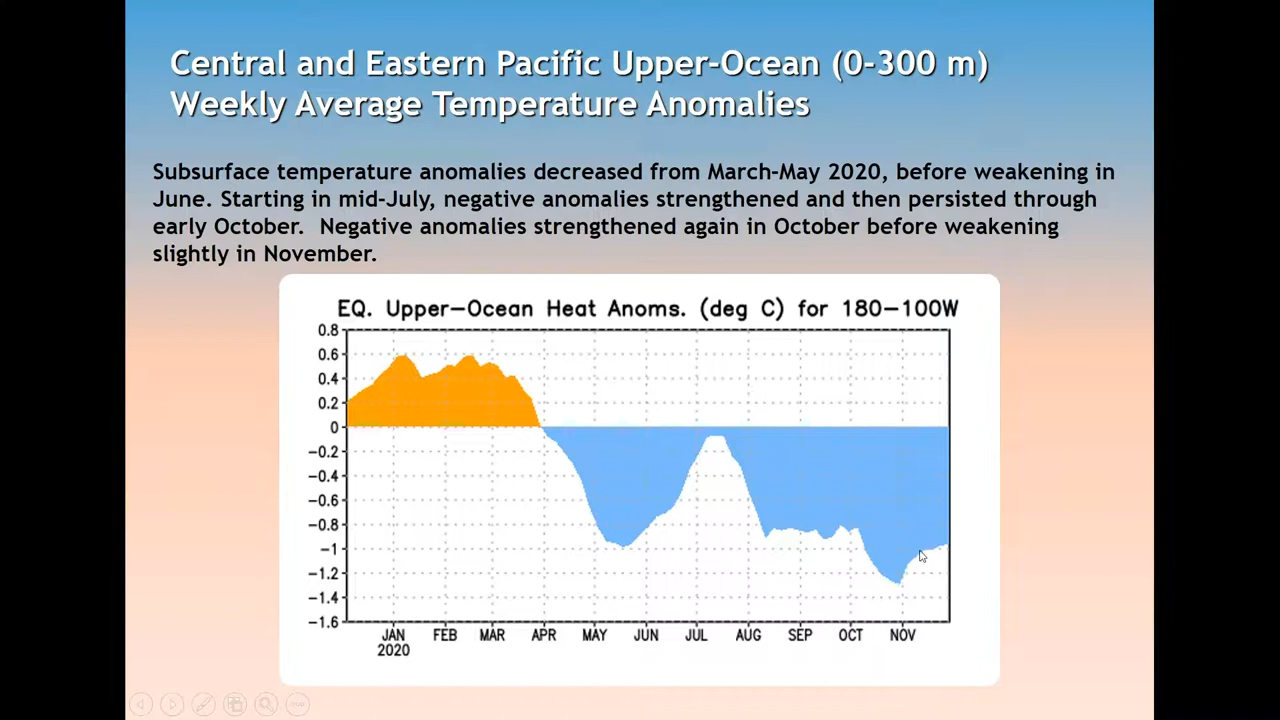 Central and Eastern Pacific Upper-Ocean (0-300 m)
Weekly Average Temperature Anomalies
Subsurface temperature anomalies decreased from March-May 2020, before weakening in
June. Starting in mid-July, negative anomalies strengthened and then persisted through
early October. Negative anomalies strengthened again in October before weakening
slightly in November.
EQ. Upper-Ocean Heat Anoms. (deg C) for 180-100W
0.8
0.6
0.4
0.2
0
-0.2
-0.4
-0.6
-0.8
-1
-1.2
-1.4
-1.6
JAN FEB MAR APR MAY JUN JUL AUG SEP OCT NOV
2020